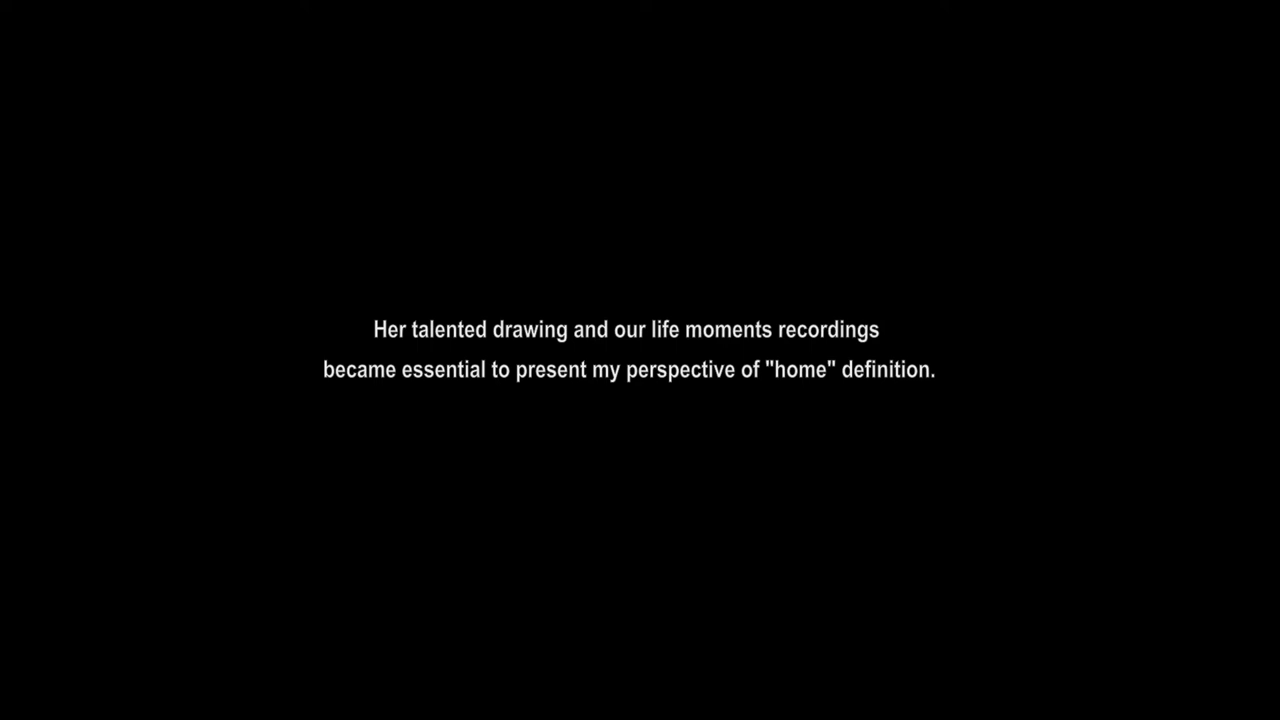 Her talented drawing and our life moments recordings
became essential to present my perspective of "home" definition.